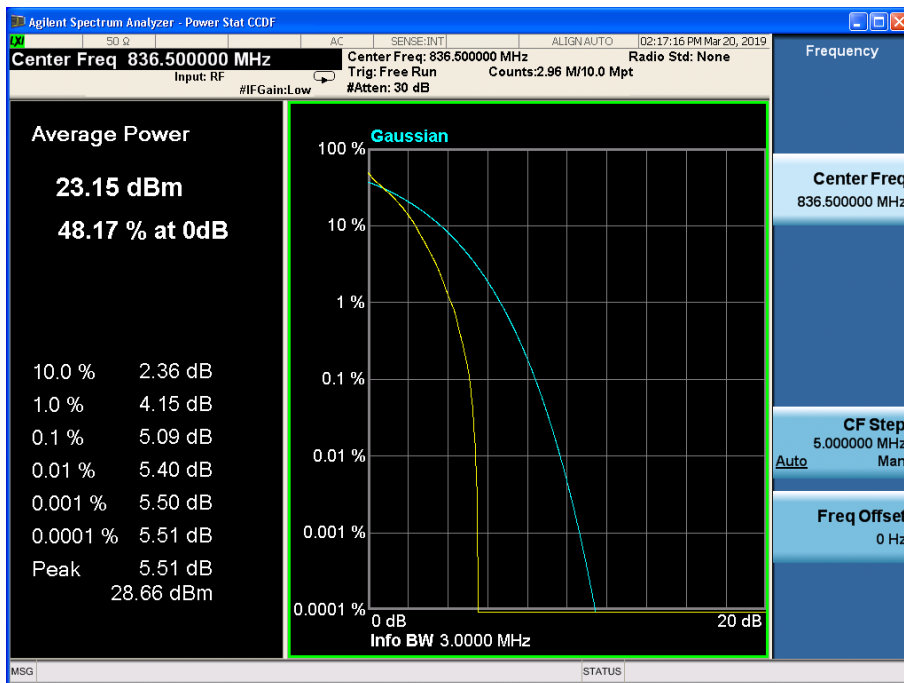 Agilent Spectrum Analyzer - Power Stat CCDF
LXI 50 Ω AC SENSE:INT ALIGN AUTO 02:17:16 PM Mar 20, 2019
Center Freq 836.500000 MHz
Center Freq: 836.500000 MHz Radio Std: None
Input: RF Trig: Free Run Counts:2.96 M/10.0 Mpt
#IFGain:Low #Atten: 30 dB
Average Power
23.15 dBm
48.17 % at 0dB
10.0 % 2.36 dB
1.0 % 4.15 dB
0.1 % 5.09 dB
0.01 % 5.40 dB
0.001 % 5.50 dB
0.0001 % 5.51 dB
Peak 5.51 dB
28.66 dBm
Gaussian
100 %
10 %
1 %
0.1 %
0.01 %
0.001 %
0.0001 %
0 dB 20 dB
Info BW 3.0000 MHz
Frequency
Center Freq
836.500000 MHz
CF Step
5.000000 MHz
Auto Man
Freq Offset
0 Hz
MSG STATUS